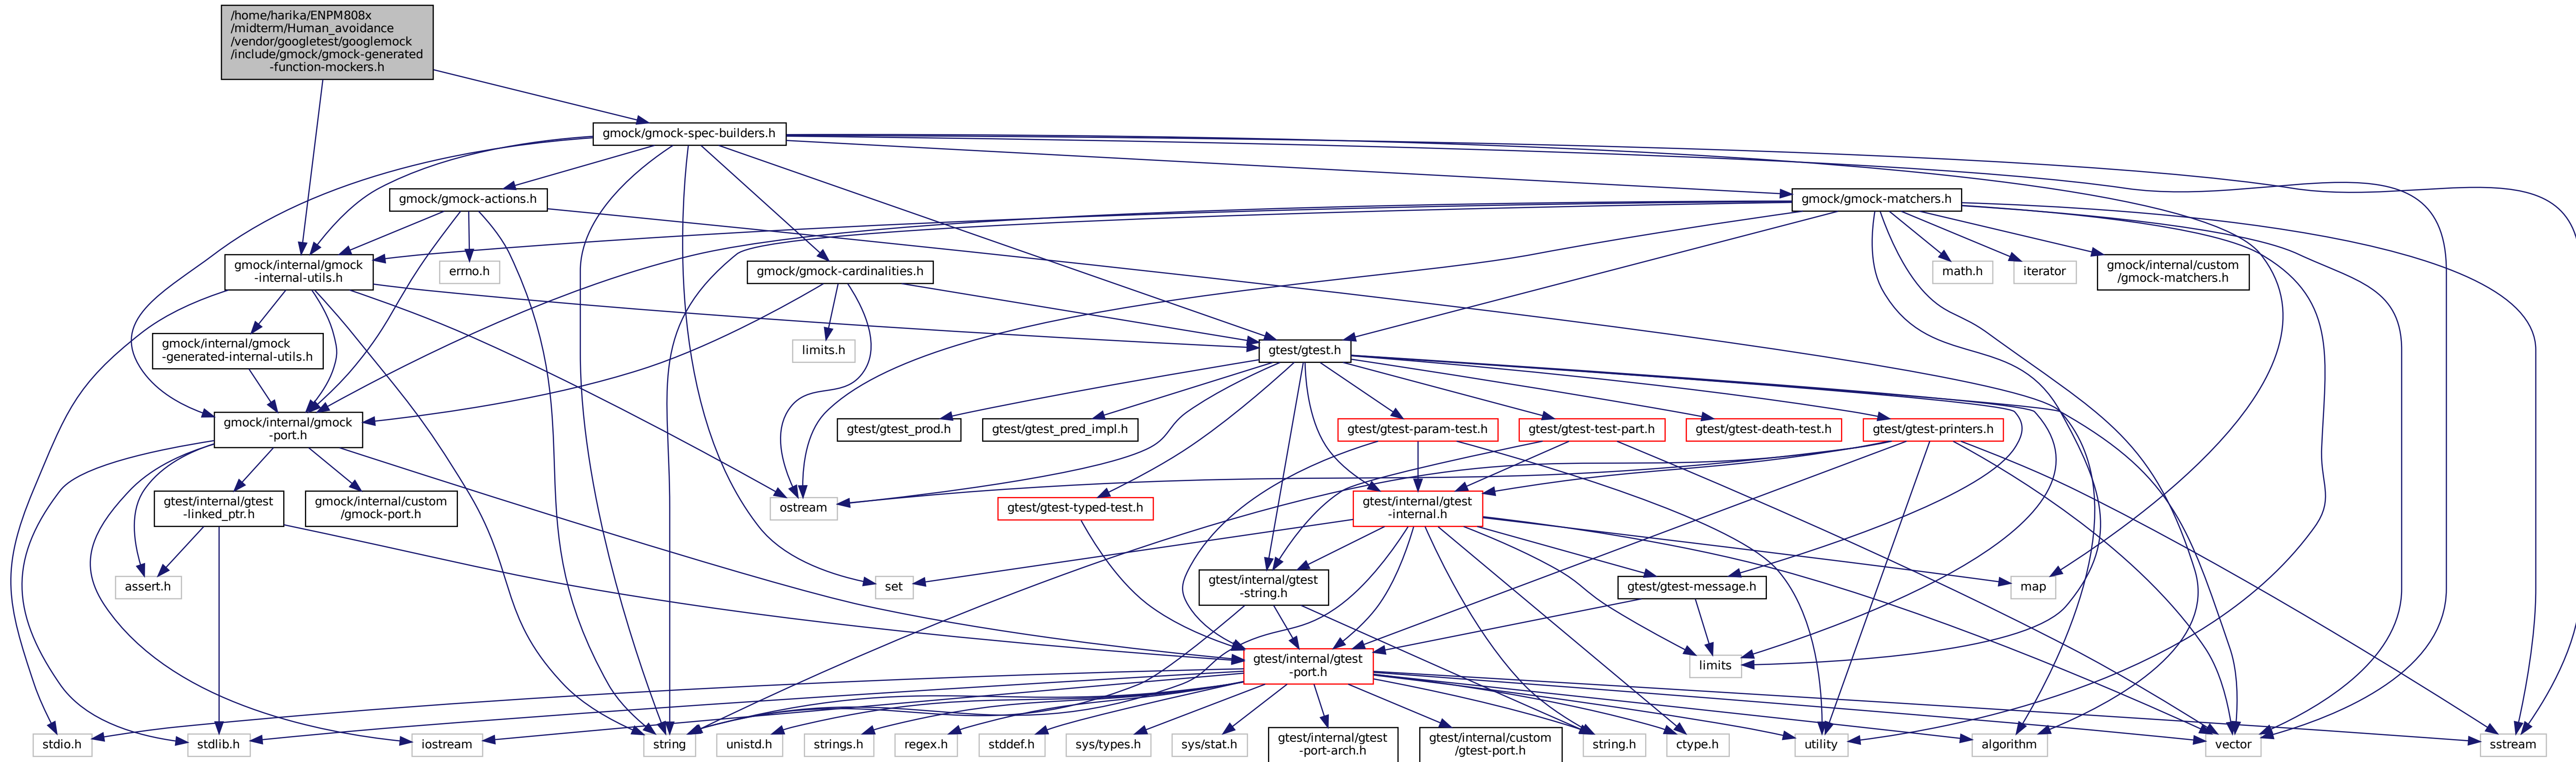 /home/harika/ENPM808x
/midterm/Human_avoidance
/vendor/googletest/googlemock
/include/gmock/gmock-generated
-function-mockers.h
gmock/gmock-spec-builders.h
gmock/gmock-actions.h
gmock/gmock-matchers.h
gmock/internal/gmock
-internal-utils.h
errno.h
gmock/gmock-cardinalities.h
math.h
iterator
gmock/internal/custom
/gmock-matchers.h
gmock/internal/gmock
-generated-internal-utils.h
limits.h
gtest/gtest.h
gmock/internal/gmock
-port.h
gtest/gtest_prod.h
gtest/gtest_pred_impl.h
gtest/gtest-param-test.h
gtest/gtest-test-part.h
gtest/gtest-death-test.h
gtest/gtest-printers.h
gtest/internal/gtest
-linked_ptr.h
gmock/internal/custom
/gmock-port.h
ostream
gtest/gtest-typed-test.h
gtest/internal/gtest
-internal.h
assert.h
set
gtest/internal/gtest
-string.h
gtest/gtest-message.h
map
gtest/internal/gtest
-port.h
limits
stdio.h
stdlib.h
iostream
string
unistd.h
strings.h
regex.h
stddef.h
sys/types.h
sys/stat.h
gtest/internal/gtest
-port-arch.h
gtest/internal/custom
/gtest-port.h
string.h
ctype.h
utility
algorithm
vector
sstream